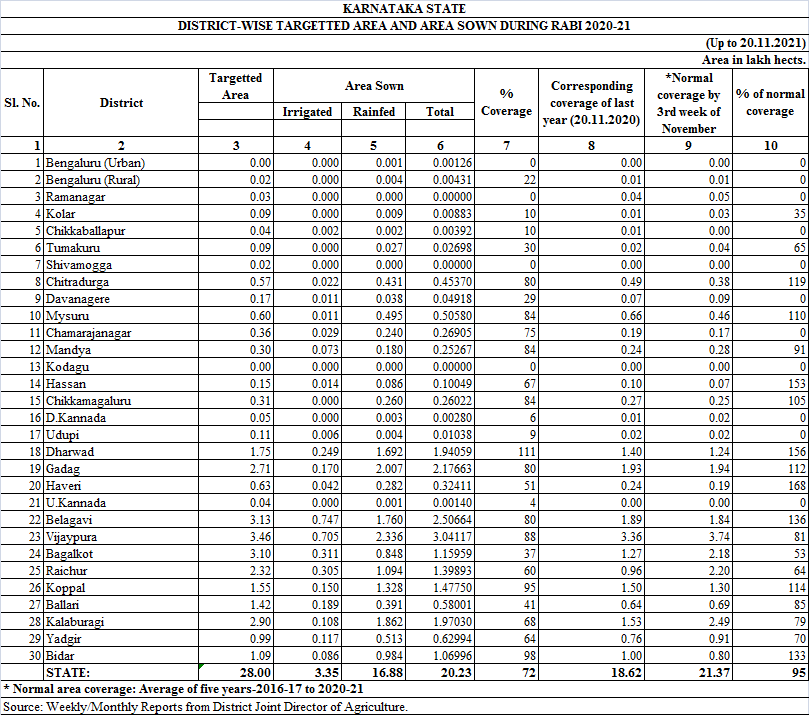 KARNATAKA STATE
DISTRICT-WISE TARGETTED AREA AND AREA SOWN DURING RABI 2020-21
(Up to 20.11.2021)
Area in lakh hects.
Sl. No. District Targetted Area Area Sown % Coverage Corresponding coverage of last year (20.11.2020) *Normal coverage by 3rd week of November % of normal coverage
Irrigated Rainfed Total
1 2 3 4 5 6 7 8 9 10
1 Bengaluru (Urban) 0.00 0.000 0.001 0.00126 0 0.00 0.00 0
2 Bengaluru (Rural) 0.02 0.000 0.004 0.00431 22 0.01 0.01 0
3 Ramanagar 0.03 0.000 0.000 0.00000 0 0.04 0.05 0
4 Kolar 0.09 0.000 0.009 0.00883 10 0.01 0.03 35
5 Chikkaballapur 0.04 0.002 0.002 0.00392 10 0.01 0.00 0
6 Tumakuru 0.09 0.000 0.027 0.02698 30 0.02 0.04 65
7 Shivamogga 0.02 0.000 0.000 0.00000 0 0.00 0.00 0
8 Chitradurga 0.57 0.022 0.431 0.45370 80 0.49 0.38 119
9 Davanagere 0.17 0.011 0.038 0.04918 29 0.07 0.09 0
10 Mysuru 0.60 0.011 0.495 0.50580 84 0.66 0.46 110
11 Chamarajanagar 0.36 0.029 0.240 0.26905 75 0.19 0.17 0
12 Mandya 0.30 0.073 0.180 0.25267 84 0.24 0.28 91
13 Kodagu 0.00 0.000 0.000 0.00000 0 0.00 0.00 0
14 Hassan 0.15 0.014 0.086 0.10049 67 0.10 0.07 153
15 Chikkamagaluru 0.31 0.000 0.260 0.26022 84 0.27 0.25 105
16 D.Kannada 0.05 0.000 0.003 0.00280 6 0.01 0.02 0
17 Udupi 0.11 0.006 0.004 0.01038 9 0.02 0.02 0
18 Dharwad 1.75 0.249 1.692 1.94059 111 1.40 1.24 156
19 Gadag 2.71 0.170 2.007 2.17663 80 1.93 1.94 112
20 Haveri 0.63 0.042 0.282 0.32411 51 0.24 0.19 168
21 U.Kannada 0.04 0.000 0.001 0.00140 4 0.00 0.00 0
22 Belagavi 3.13 0.747 1.760 2.50664 80 1.89 1.84 136
23 Vijaypura 3.46 0.705 2.336 3.04117 88 3.36 3.74 81
24 Bagalkot 3.10 0.311 0.848 1.15959 37 1.27 2.18 53
25 Raichur 2.32 0.305 1.094 1.39893 60 0.96 2.20 64
26 Koppal 1.55 0.150 1.328 1.47750 95 1.50 1.30 114
27 Ballari 1.42 0.189 0.391 0.58001 41 0.64 0.69 85
28 Kalaburagi 2.90 0.108 1.862 1.97030 68 1.53 2.49 79
29 Yadgir 0.99 0.117 0.513 0.62994 64 0.76 0.91 70
30 Bidar 1.09 0.086 0.984 1.06996 98 1.00 0.80 133
STATE: 28.00 3.35 16.88 20.23 72 18.62 21.37 95
* Normal area coverage: Average of five years-2016-17 to 2020-21
Source: Weekly/Monthly Reports from District Joint Director of Agriculture.